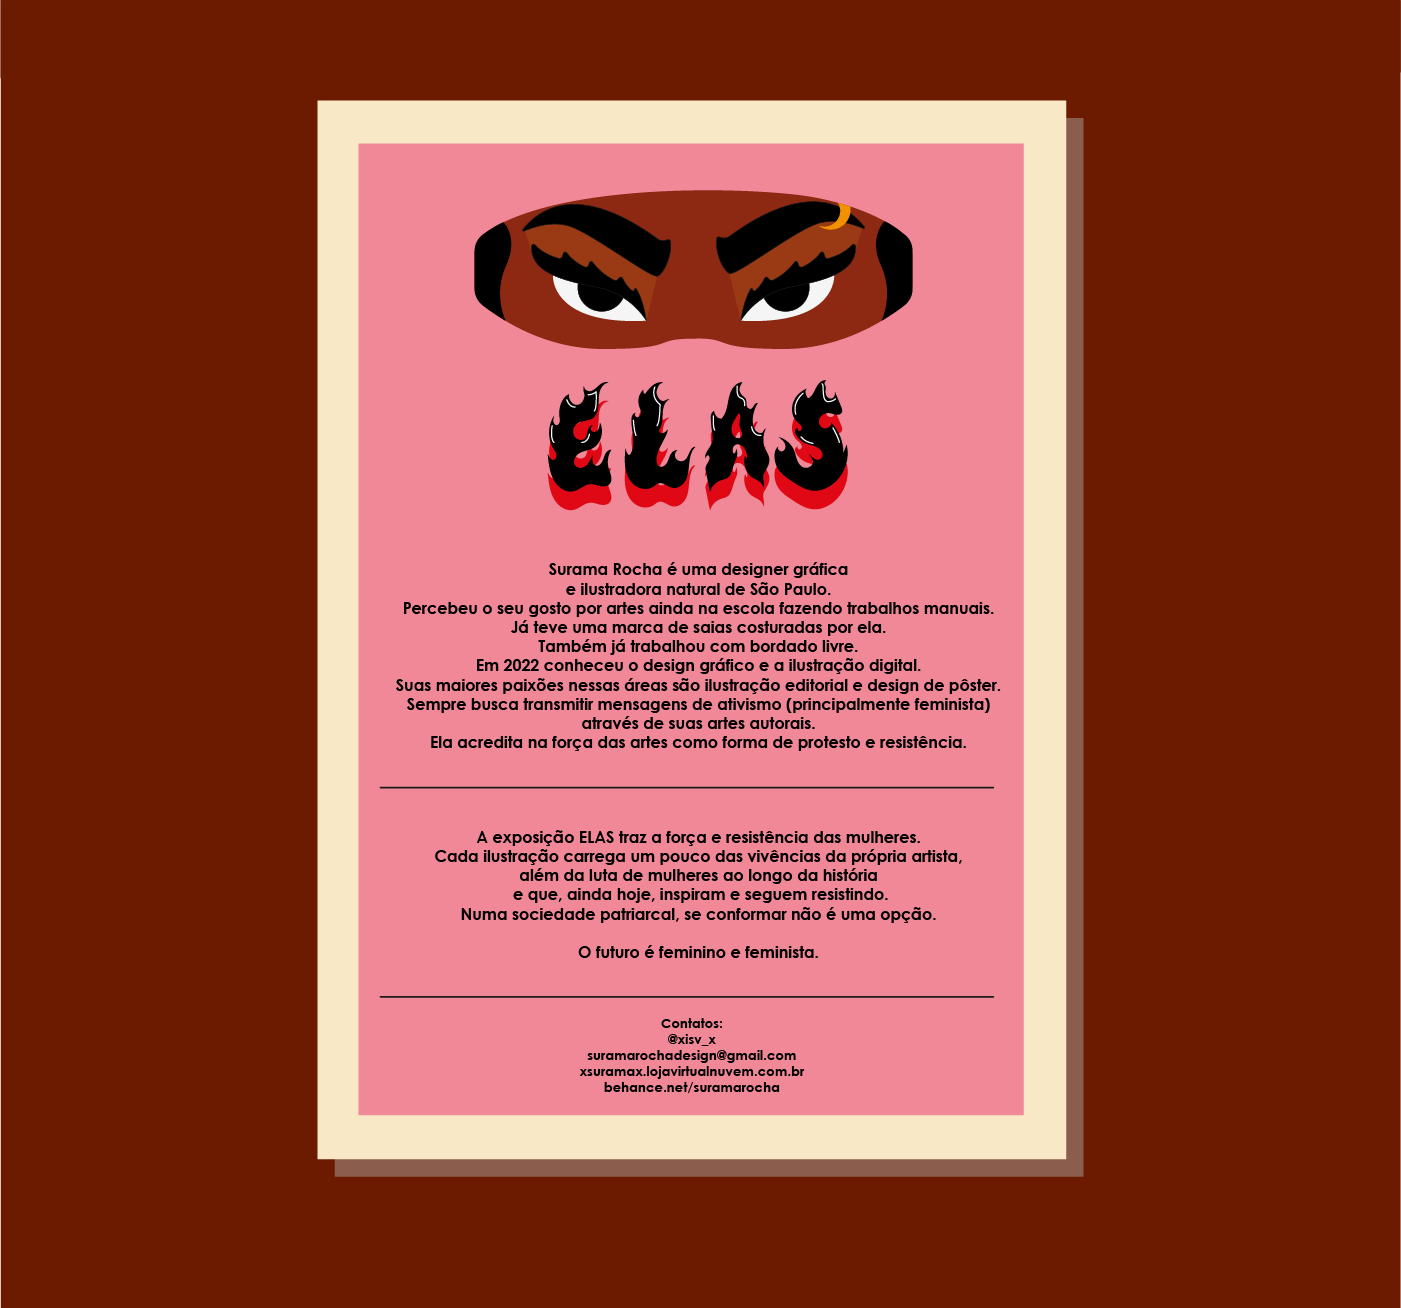 ELAS
Surama Rocha é uma designer gráfica
e ilustradora natural de São Paulo.
Percebeu o seu gosto por artes ainda na escola fazendo trabalhos manuais.
Já teve uma marca de saias costuradas por ela.
Também já trabalhou com bordado livre.
Em 2022 conheceu o design gráfico e a ilustração digital.
Suas maiores paixões nessas áreas são ilustração editorial e design de pôster.
Sempre busca transmitir mensagens de ativismo (principalmente feminista)
através de suas artes autorais.
Ela acredita na força das artes como forma de protesto e resistência.
A exposição ELAS traz a força e resistência das mulheres.
Cada ilustração carrega um pouco das vivências da própria artista,
além da luta de mulheres ao longo da história
e que, ainda hoje, inspiram e seguem resistindo.
Numa sociedade patriarcal, se conformar não é uma opção.
O futuro é feminino e feminista.
Contatos:
@xisv_x
suramarochadesign@gmail.com
xsuramax.lojavirtualnuvem.com.br
behance.net/suramarocha